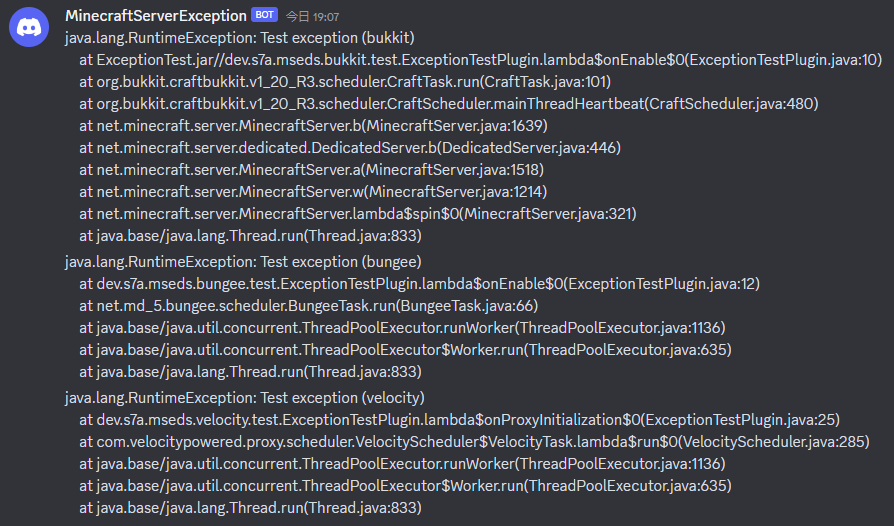 MinecraftServerException BOT 今日 19:07
java.lang.RuntimeException: Test exception (bukkit)
at ExceptionTest.jar//dev.s7a.mseds.bukkit.test.ExceptionTestPlugin.lambda$onEnable$0(ExceptionTestPlugin.java:10)
at org.bukkit.craftbukkit.v1_20_R3.scheduler.CraftTask.run(CraftTask.java:101)
at org.bukkit.craftbukkit.v1_20_R3.scheduler.CraftScheduler.mainThreadHeartbeat(CraftScheduler.java:480)
at net.minecraft.server.MinecraftServer.b(MinecraftServer.java:1639)
at net.minecraft.server.dedicated.DedicatedServer.b(DedicatedServer.java:446)
at net.minecraft.server.MinecraftServer.a(MinecraftServer.java:1518)
at net.minecraft.server.MinecraftServer.w(MinecraftServer.java:1214)
at net.minecraft.server.MinecraftServer.lambda$spin$0(MinecraftServer.java:321)
at java.base/java.lang.Thread.run(Thread.java:833)
java.lang.RuntimeException: Test exception (bungee)
at dev.s7a.mseds.bungee.test.ExceptionTestPlugin.lambda$onEnable$0(ExceptionTestPlugin.java:12)
at net.md_5.bungee.scheduler.BungeeTask.run(BungeeTask.java:66)
at java.base/java.util.concurrent.ThreadPoolExecutor.runWorker(ThreadPoolExecutor.java:1136)
at java.base/java.util.concurrent.ThreadPoolExecutor$Worker.run(ThreadPoolExecutor.java:635)
at java.base/java.lang.Thread.run(Thread.java:833)
java.lang.RuntimeException: Test exception (velocity)
at dev.s7a.mseds.velocity.test.ExceptionTestPlugin.lambda$onProxyInitialization$0(ExceptionTestPlugin.java:25)
at com.velocitypowered.proxy.scheduler.VelocityScheduler$VelocityTask.lambda$run$0(VelocityScheduler.java:285)
at java.base/java.util.concurrent.ThreadPoolExecutor.runWorker(ThreadPoolExecutor.java:1136)
at java.base/java.util.concurrent.ThreadPoolExecutor$Worker.run(ThreadPoolExecutor.java:635)
at java.base/java.lang.Thread.run(Thread.java:833)